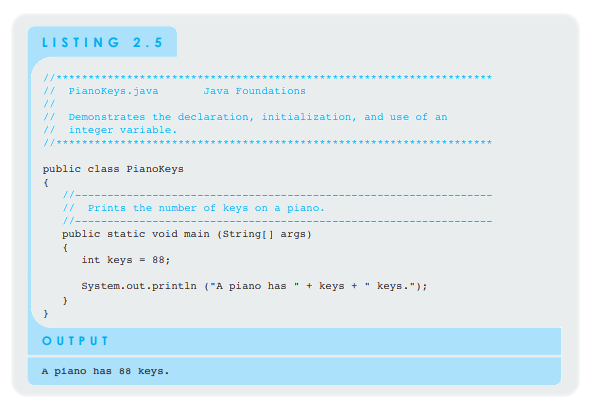 LISTING 2.5
//********************************************************************
//  PianoKeys.java       Java Foundations
//
//  Demonstrates the declaration, initialization, and use of an
//  integer variable.
//********************************************************************
public class PianoKeys
{
   //-----------------------------------------------------------------
   //  Prints the number of keys on a piano.
   //-----------------------------------------------------------------
   public static void main (String[] args)
   {
      int keys = 88;
      System.out.println ("A piano has " + keys + " keys.");
   }
}
OUTPUT
A piano has 88 keys.